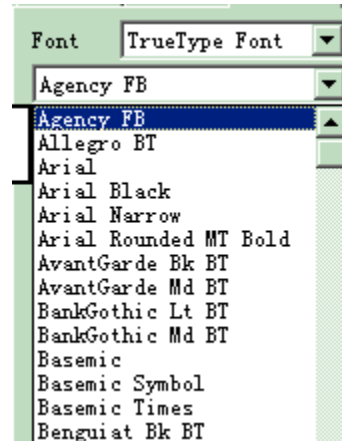 Font TrueType Font
Agency FB
Agency FB
Allegro BT
Arial
Arial Black
Arial Narrow
Arial Rounded MT Bold
AvantGarde Bk BT
AvantGarde Md BT
BankGothic Lt BT
BankGothic Md BT
Basemic
Basemic Symbol
Basemic Times
Benguiat Bk BT